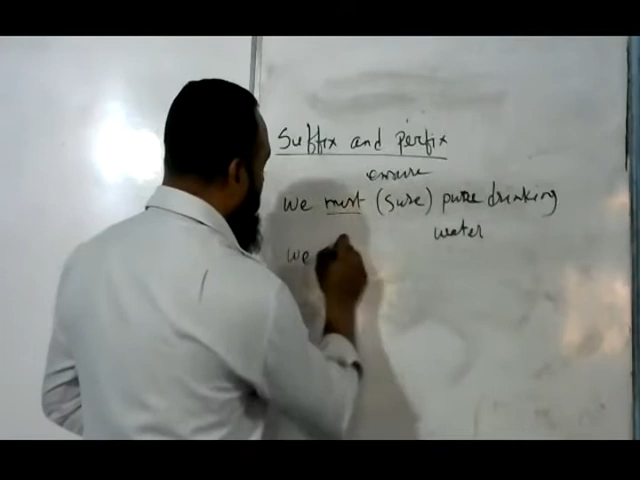 Suffix and perfix
ensure
we must (sure) pure drinking
water
we